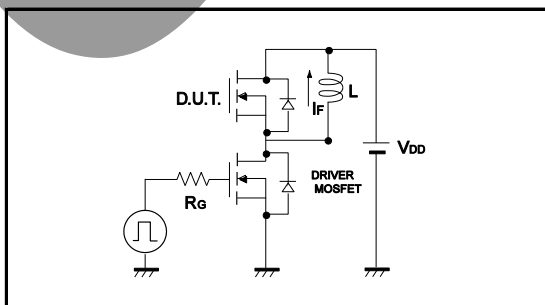 D.U.T.
IF
L
VDD
DRIVER
MOSFET
RG